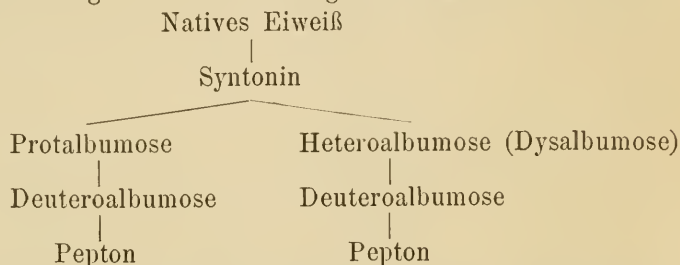 Natives Eiweiß
Syntonin
Protalbumose Heteroalbumose (Dysalbumose)
Deuteroalbumose Deuteroalbumose
Pepton Pepton